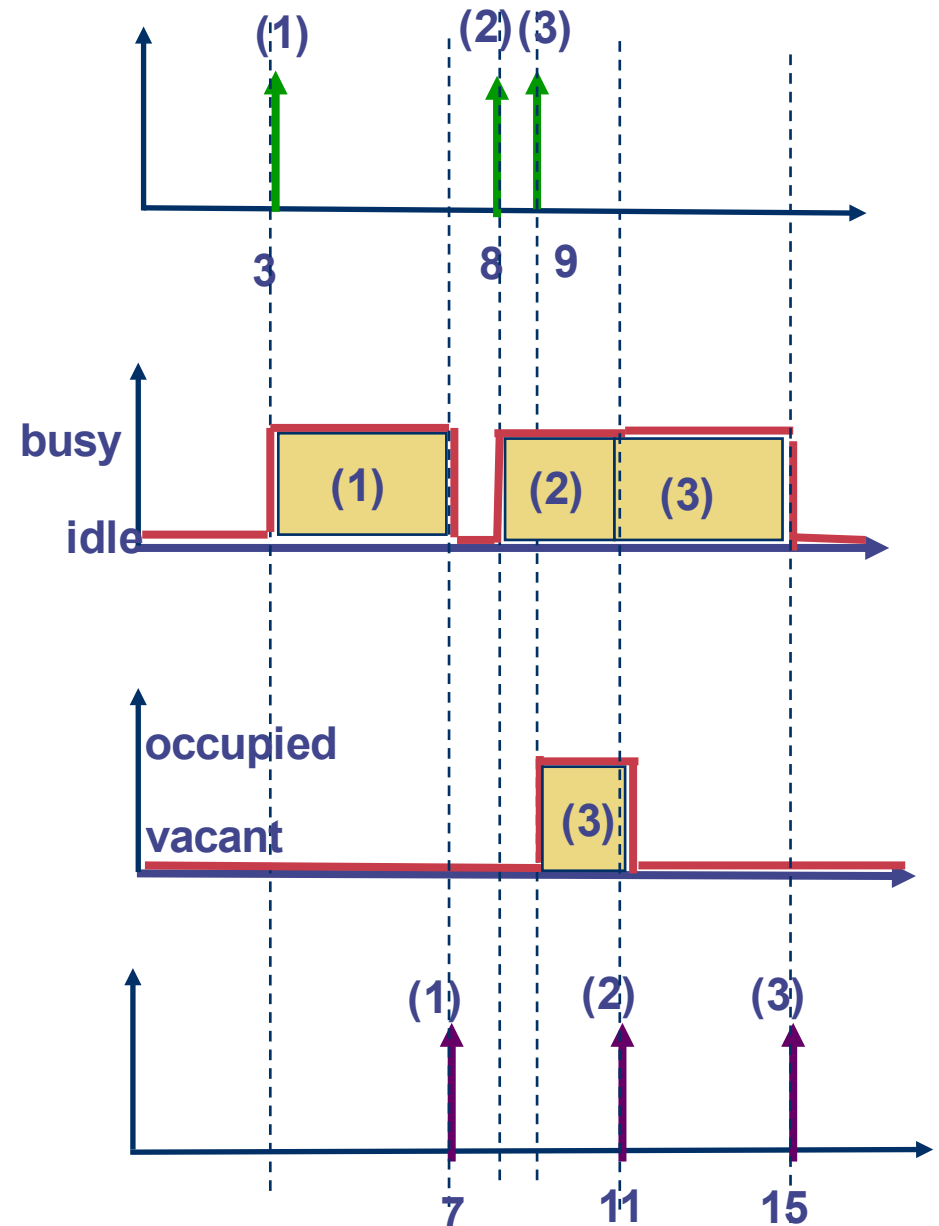 (1) (2) (3)
3 8 9
busy
(1) (2) (3)
idle
occupied
(3)
vacant
(1) (2) (3)
7 11 15